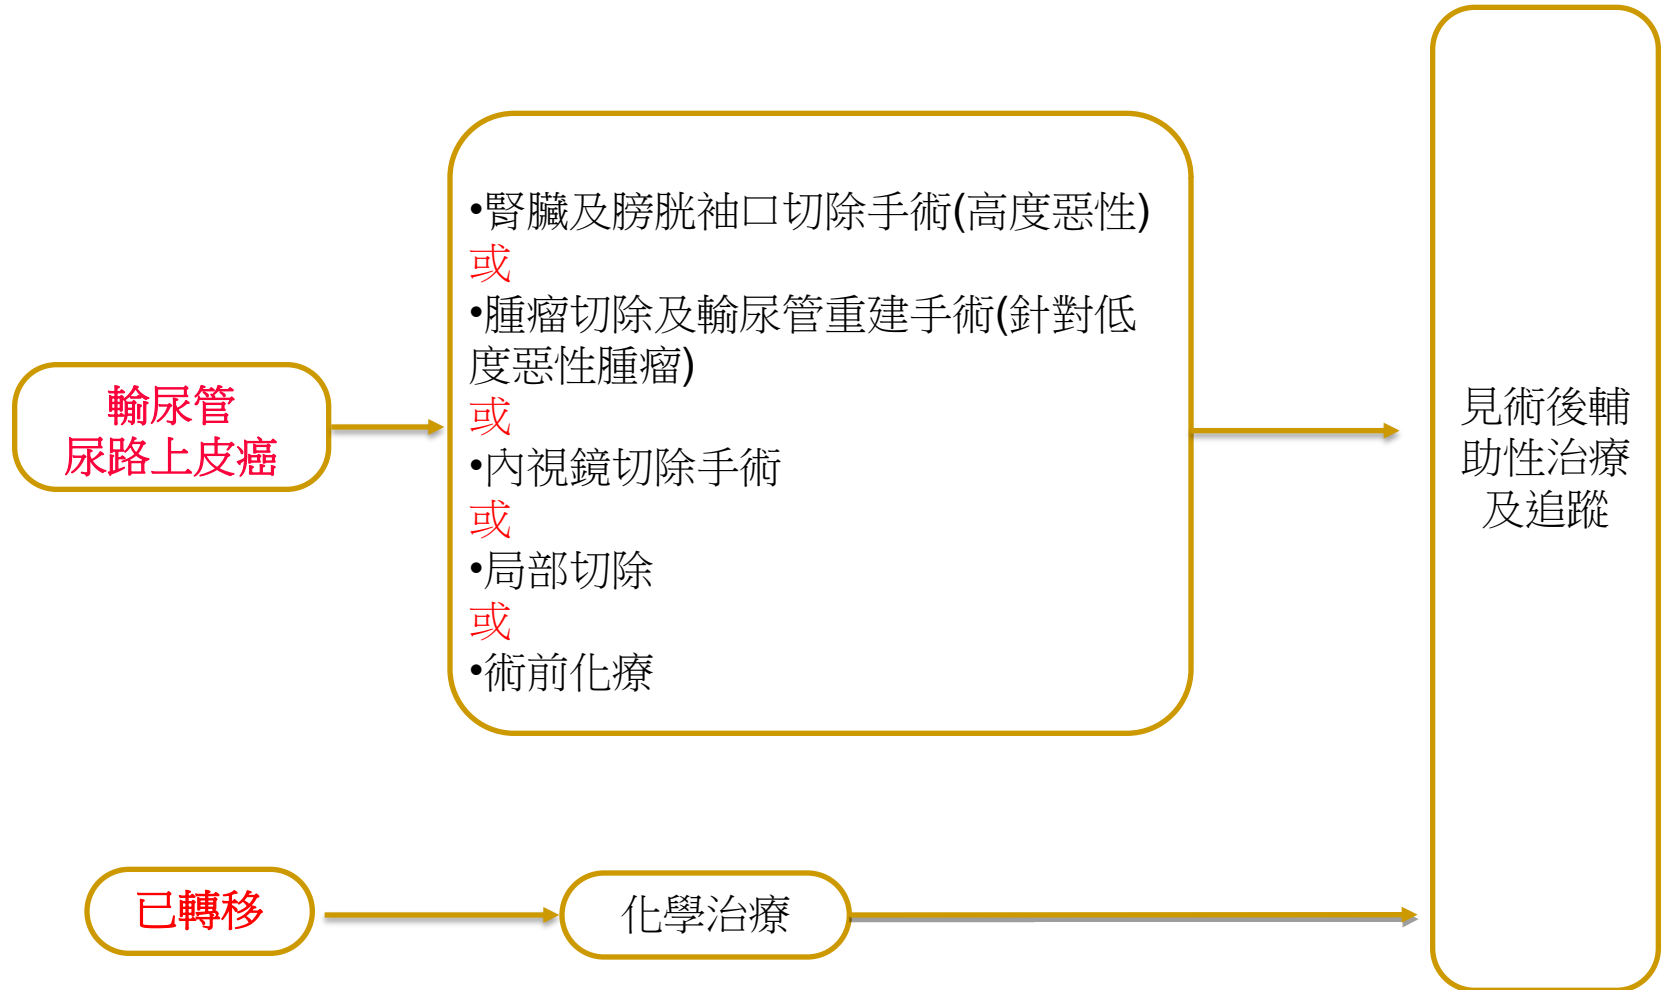 輸尿管
尿路上皮癌
•腎臟及膀胱袖口切除手術(高度惡性)
或
•腫瘤切除及輸尿管重建手術(針對低
度惡性腫瘤)
或
•內視鏡切除手術
或
•局部切除
或
•術前化療
見術後輔
助性治療
及追蹤
已轉移
化學治療